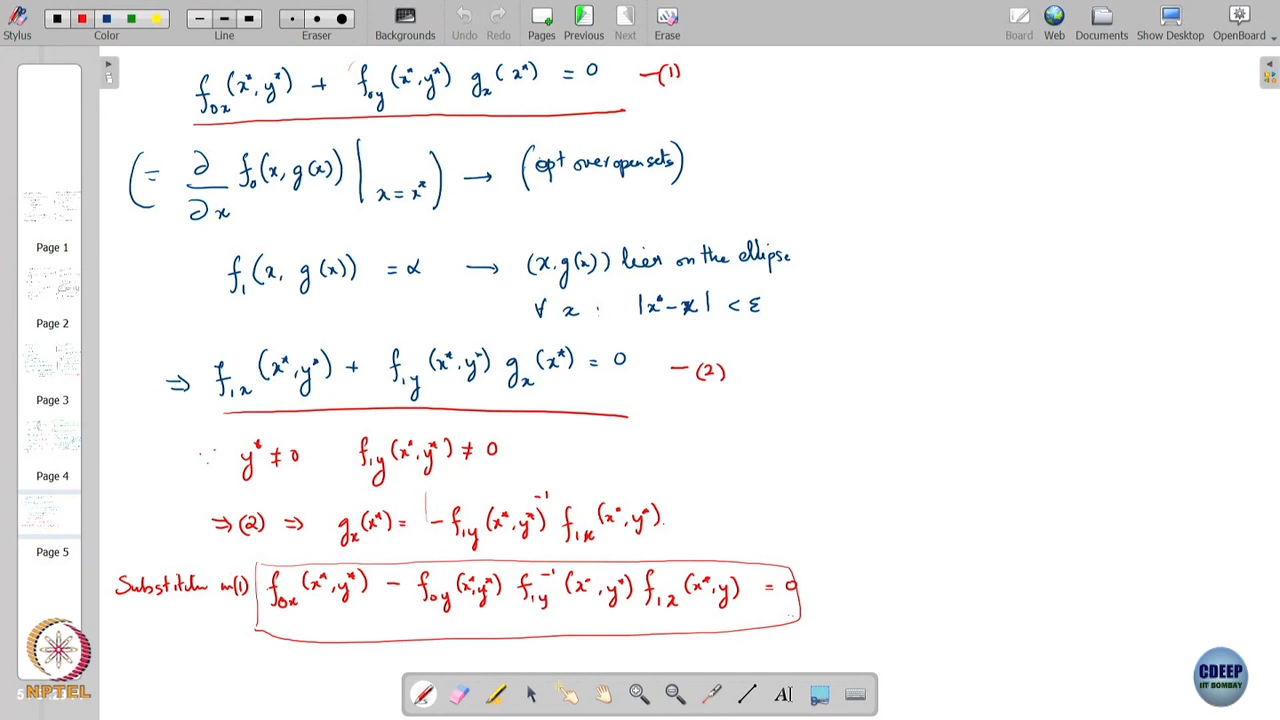 Stylus Color Line Eraser Backgrounds Undo Redo Pages Previous Next Erase Board Web Documents Show Desktop OpenBoard
f₀ₓ(x*,y*) + f₀y(x*,y*) gₓ(x*) = 0 —(1)
(= ∂/∂x f₀(x, g(x)) | x=x* ) → (opt over open sets)
f₁(x, g(x)) = α → (x, g(x)) lies on the ellipse
∀ x : |x*-x| < ε
⇒ f₁ₓ(x*,y*) + f₁y(x*,y*) gₓ(x*) = 0 —(2)
∵ y* ≠ 0 f₁y(x*,y*) ≠ 0
⇒(2) ⇒ gₓ(x*) = -f₁y(x*,y*)⁻¹ f₁ₓ(x*,y*).
Substitute in(1) f₀ₓ(x*,y*) - f₀y(x*,y*) f₁y⁻¹(x*,y*) f₁ₓ(x*,y) = 0
Page 1
Page 2
Page 3
Page 4
Page 5
NPTEL
CDEEP
IIT BOMBAY